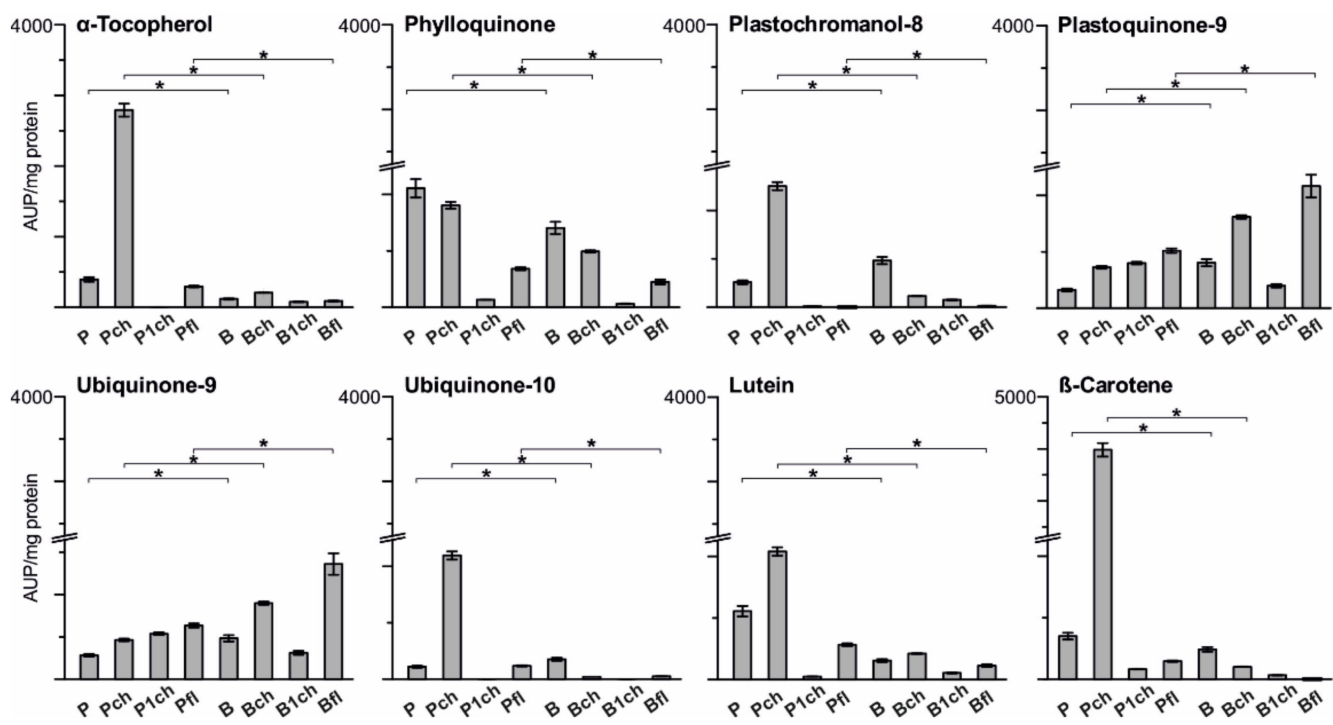 4000 α-Tocopherol
4000 Phylloquinone
4000 Plastochromanol-8
4000 Plastoquinone-9
* * *
* * *
* * *
* * *
AUP/mg protein
P Pch P1ch Pfl B Bch B1ch Bfl
P Pch P1ch Pfl B Bch B1ch Bfl
P Pch P1ch Pfl B Bch B1ch Bfl
P Pch P1ch Pfl B Bch B1ch Bfl
4000 Ubiquinone-9
4000 Ubiquinone-10
4000 Lutein
5000 ß-Carotene
* * *
* * *
* * *
* *
AUP/mg protein
P Pch P1ch Pfl B Bch B1ch Bfl
P Pch P1ch Pfl B Bch B1ch Bfl
P Pch P1ch Pfl B Bch B1ch Bfl
P Pch P1ch Pfl B Bch B1ch Bfl